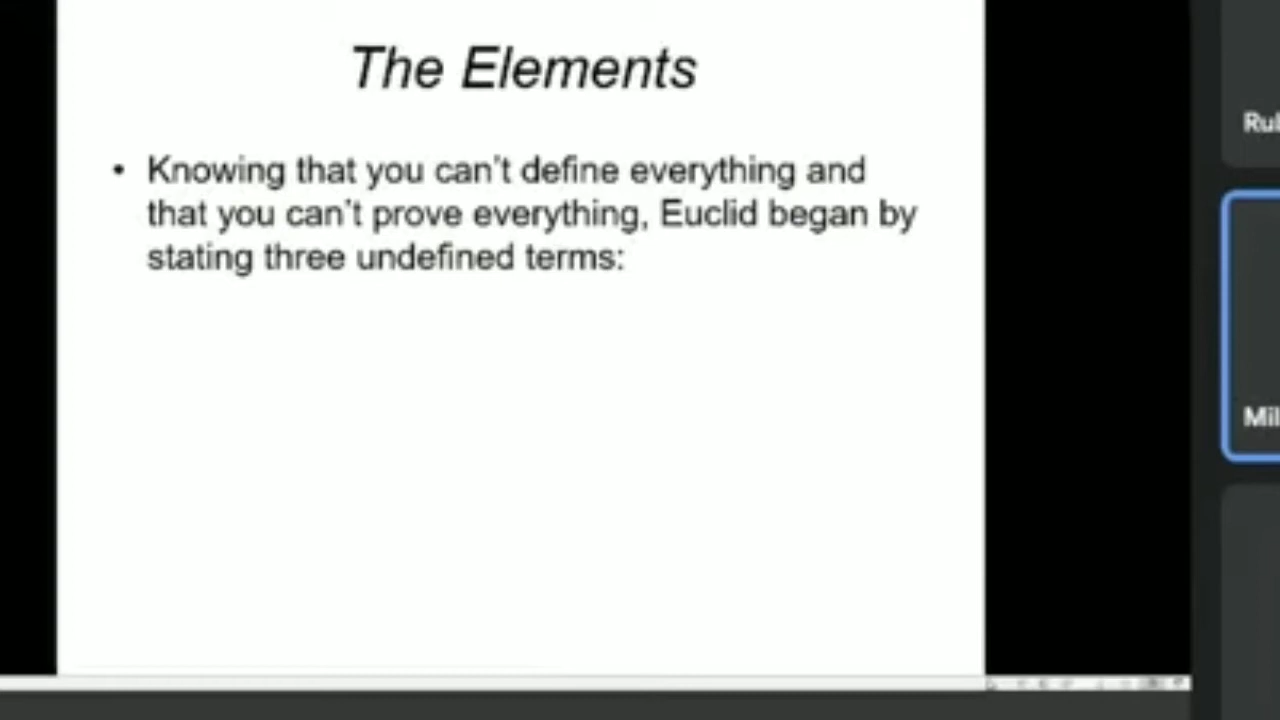 The Elements
• Knowing that you can't define everything and
that you can't prove everything, Euclid began by
stating three undefined terms: